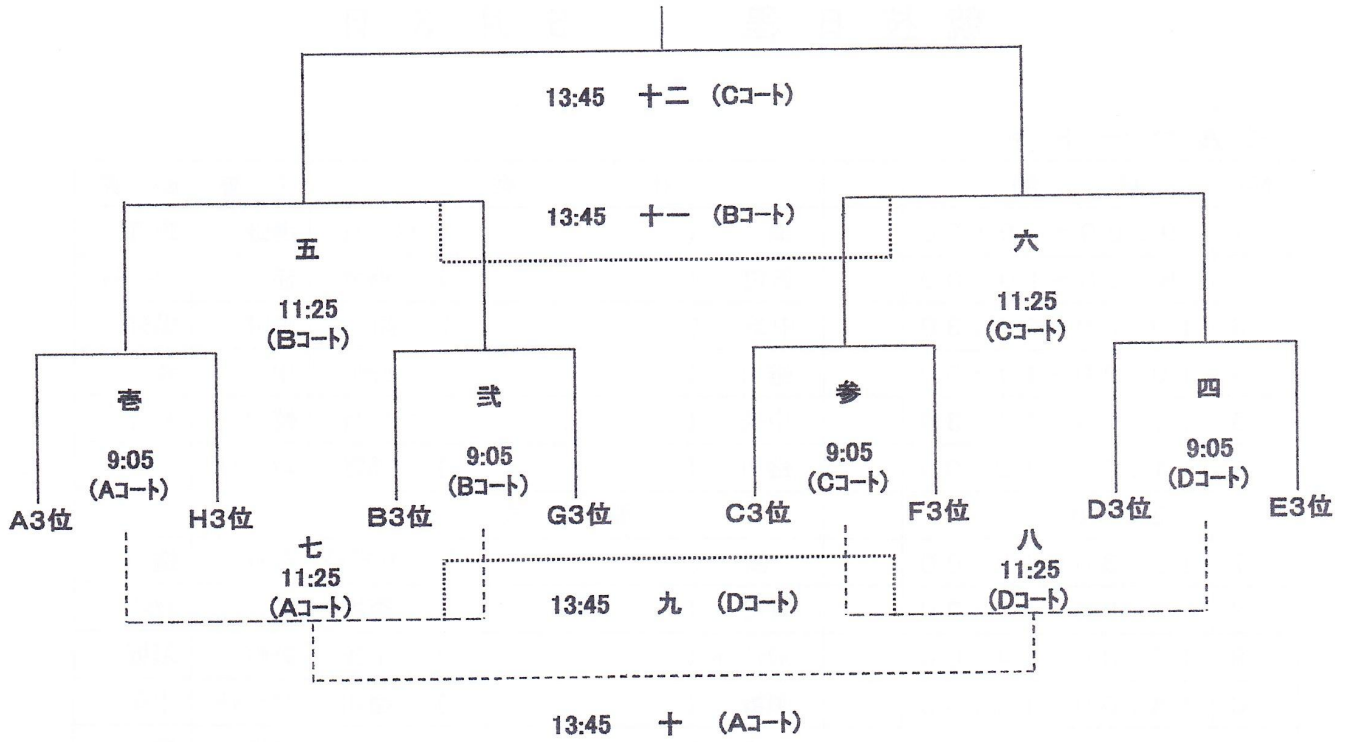 13:45 十二 (Cコート)
13:45 十一 (Bコート)
五
11:25
(Bコート)
六
11:25
(Cコート)
壱
9:05
(Aコート)
弐
9:05
(Bコート)
参
9:05
(Cコート)
四
9:05
(Dコート)
A3位
H3位
B3位
G3位
C3位
F3位
D3位
E3位
七
11:25
(Aコート)
八
11:25
(Dコート)
13:45 九 (Dコート)
13:45 十 (Aコート)